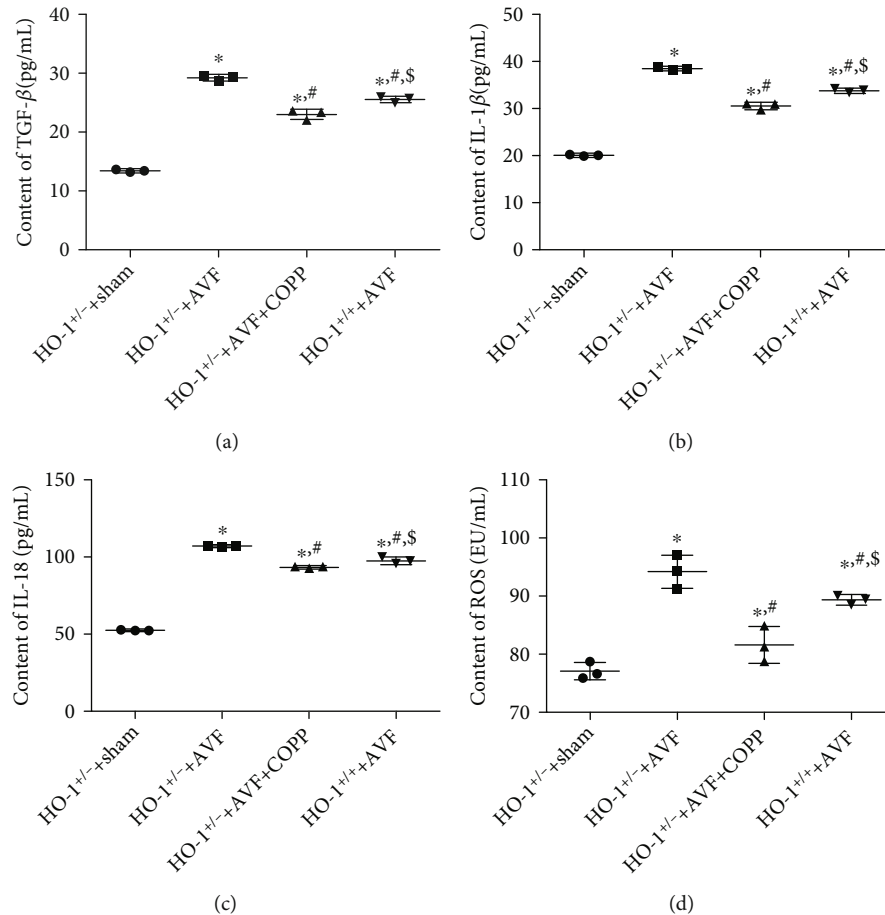 Content of TGF-β(pg/mL)
40
30
20
10
0
*
*,#
*,#,$
HO-1+/-+sham
HO-1+/-+AVF
HO-1+/-+AVF+COPP
HO-1+/++AVF
(a)
Content of IL-1β(pg/mL)
50
40
30
20
10
0
*
*,#
*,#,$
HO-1+/-+sham
HO-1+/-+AVF
HO-1+/-+AVF+COPP
HO-1+/++AVF
(b)
Content of IL-18 (pg/mL)
150
100
50
0
*
*,#
*,#,$
HO-1+/-+sham
HO-1+/-+AVF
HO-1+/-+AVF+COPP
HO-1+/++AVF
(c)
Content of ROS (EU/mL)
110
100
90
80
70
*
*,#
*,#,$
HO-1+/-+sham
HO-1+/-+AVF
HO-1+/-+AVF+COPP
HO-1+/++AVF
(d)